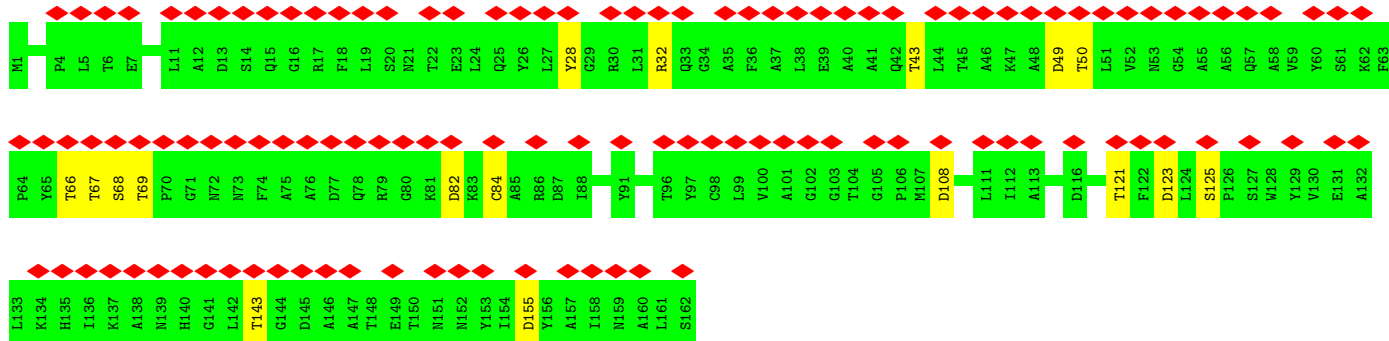 M1 P4 L5 T6 E7 L11 A12 D13 S14 Q15 G16 R17 F18 L19 S20 N21 T22 E23 L24 Q25 Y26 L27 Y28 G29 R30 L31 R32 Q33 G34 A35 F36 A37 L38 E39 A40 A41 Q42 T43 L44 T45 A46 K47 A48 D49 T50 L51 V52 N53 G54 A55 A56 Q57 A58 V59 Y60 S61 K62 F63
P64 Y65 T66 T67 S68 T69 P70 G71 N72 N73 F74 A75 A76 D77 Q78 R79 G80 K81 D82 K83 C84 A85 R86 D87 I88 Y91 T96 Y97 C98 L99 V100 A101 G102 G103 T104 G105 P106 M107 D108 L111 I112 A113 D116 T121 F122 D123 L124 S125 P126 S127 W128 Y129 V130 E131 A132
L133 K134 H135 I136 K137 A138 N139 H140 G141 L142 T143 G144 D145 A146 A147 T148 E149 T150 N151 N152 Y153 I154 D155 Y156 A157 I158 N159 A160 L161 S162